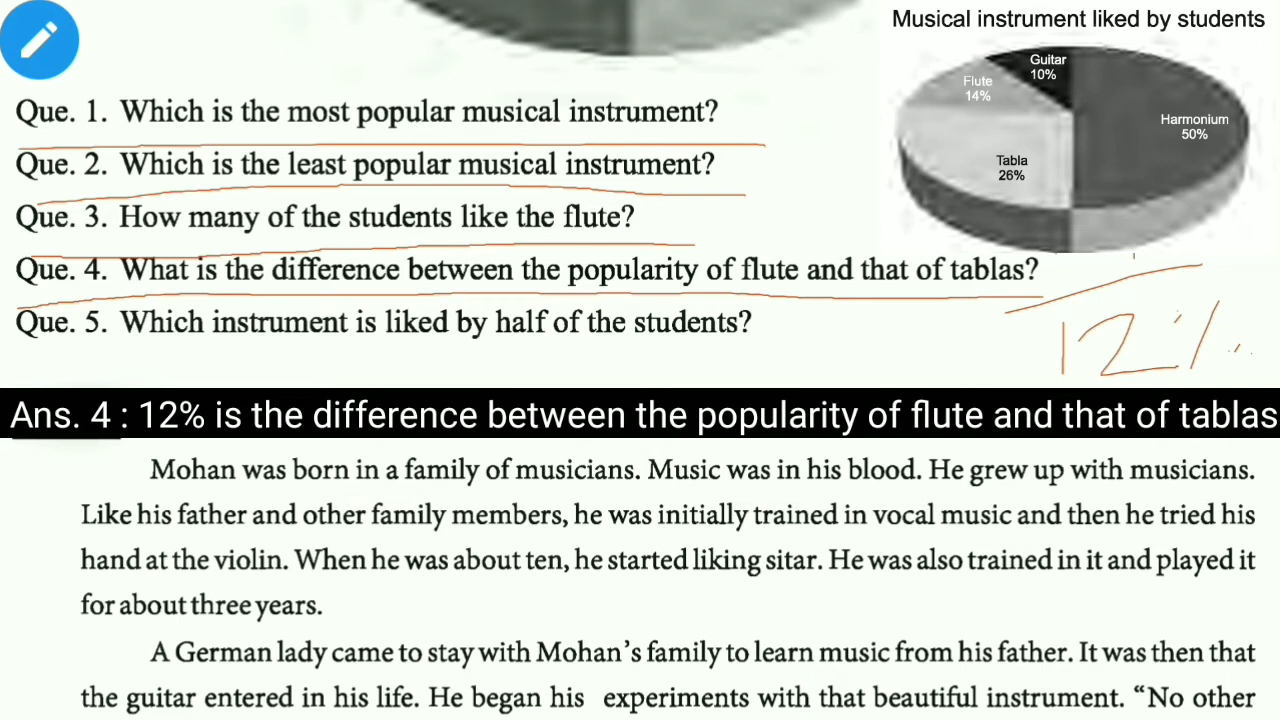 Musical instrument liked by students
Guitar
10%
Flute
14%
Harmonium
50%
Tabla
26%
Que. 1. Which is the most popular musical instrument?
Que. 2. Which is the least popular musical instrument?
Que. 3. How many of the students like the flute?
Que. 4. What is the difference between the popularity of flute and that of tablas?
Que. 5. Which instrument is liked by half of the students?
12%
Ans. 4 : 12% is the difference between the popularity of flute and that of tablas
Mohan was born in a family of musicians. Music was in his blood. He grew up with musicians.
Like his father and other family members, he was initially trained in vocal music and then he tried his
hand at the violin. When he was about ten, he started liking sitar. He was also trained in it and played it
for about three years.
A German lady came to stay with Mohan's family to learn music from his father. It was then that
the guitar entered in his life. He began his experiments with that beautiful instrument. “No other